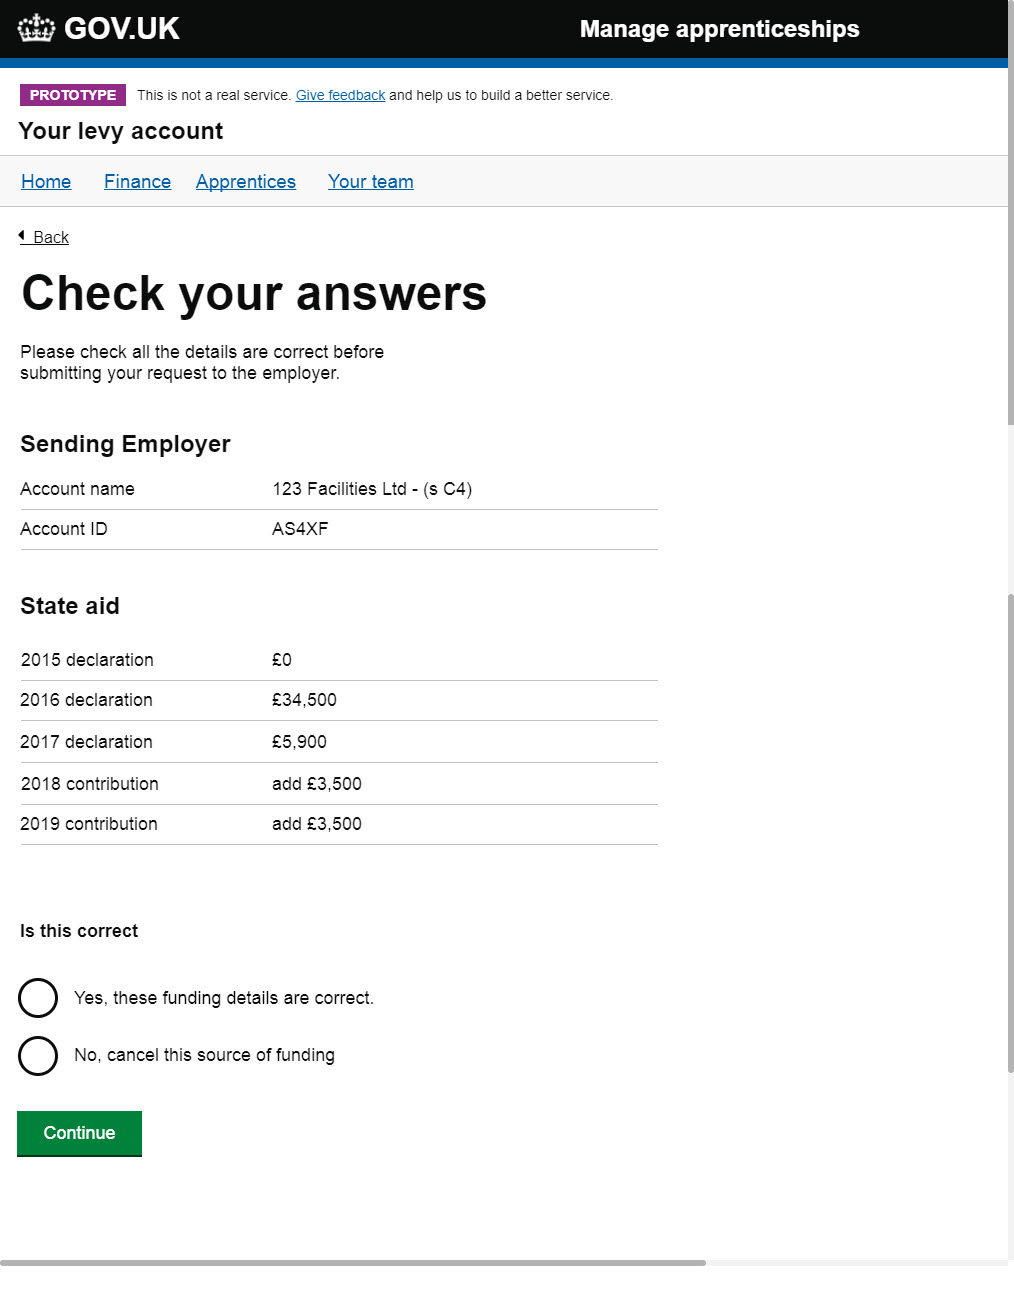 GOV.UK Manage apprenticeships
PROTOTYPE This is not a real service. Give feedback and help us to build a better service.
Your levy account
Home Finance Apprentices Your team
Back
Check your answers
Please check all the details are correct before
submitting your request to the employer.
Sending Employer
Account name 123 Facilities Ltd - (s C4)
Account ID AS4XF
State aid
2015 declaration £0
2016 declaration £34,500
2017 declaration £5,900
2018 contribution add £3,500
2019 contribution add £3,500
Is this correct
Yes, these funding details are correct.
No, cancel this source of funding
Continue